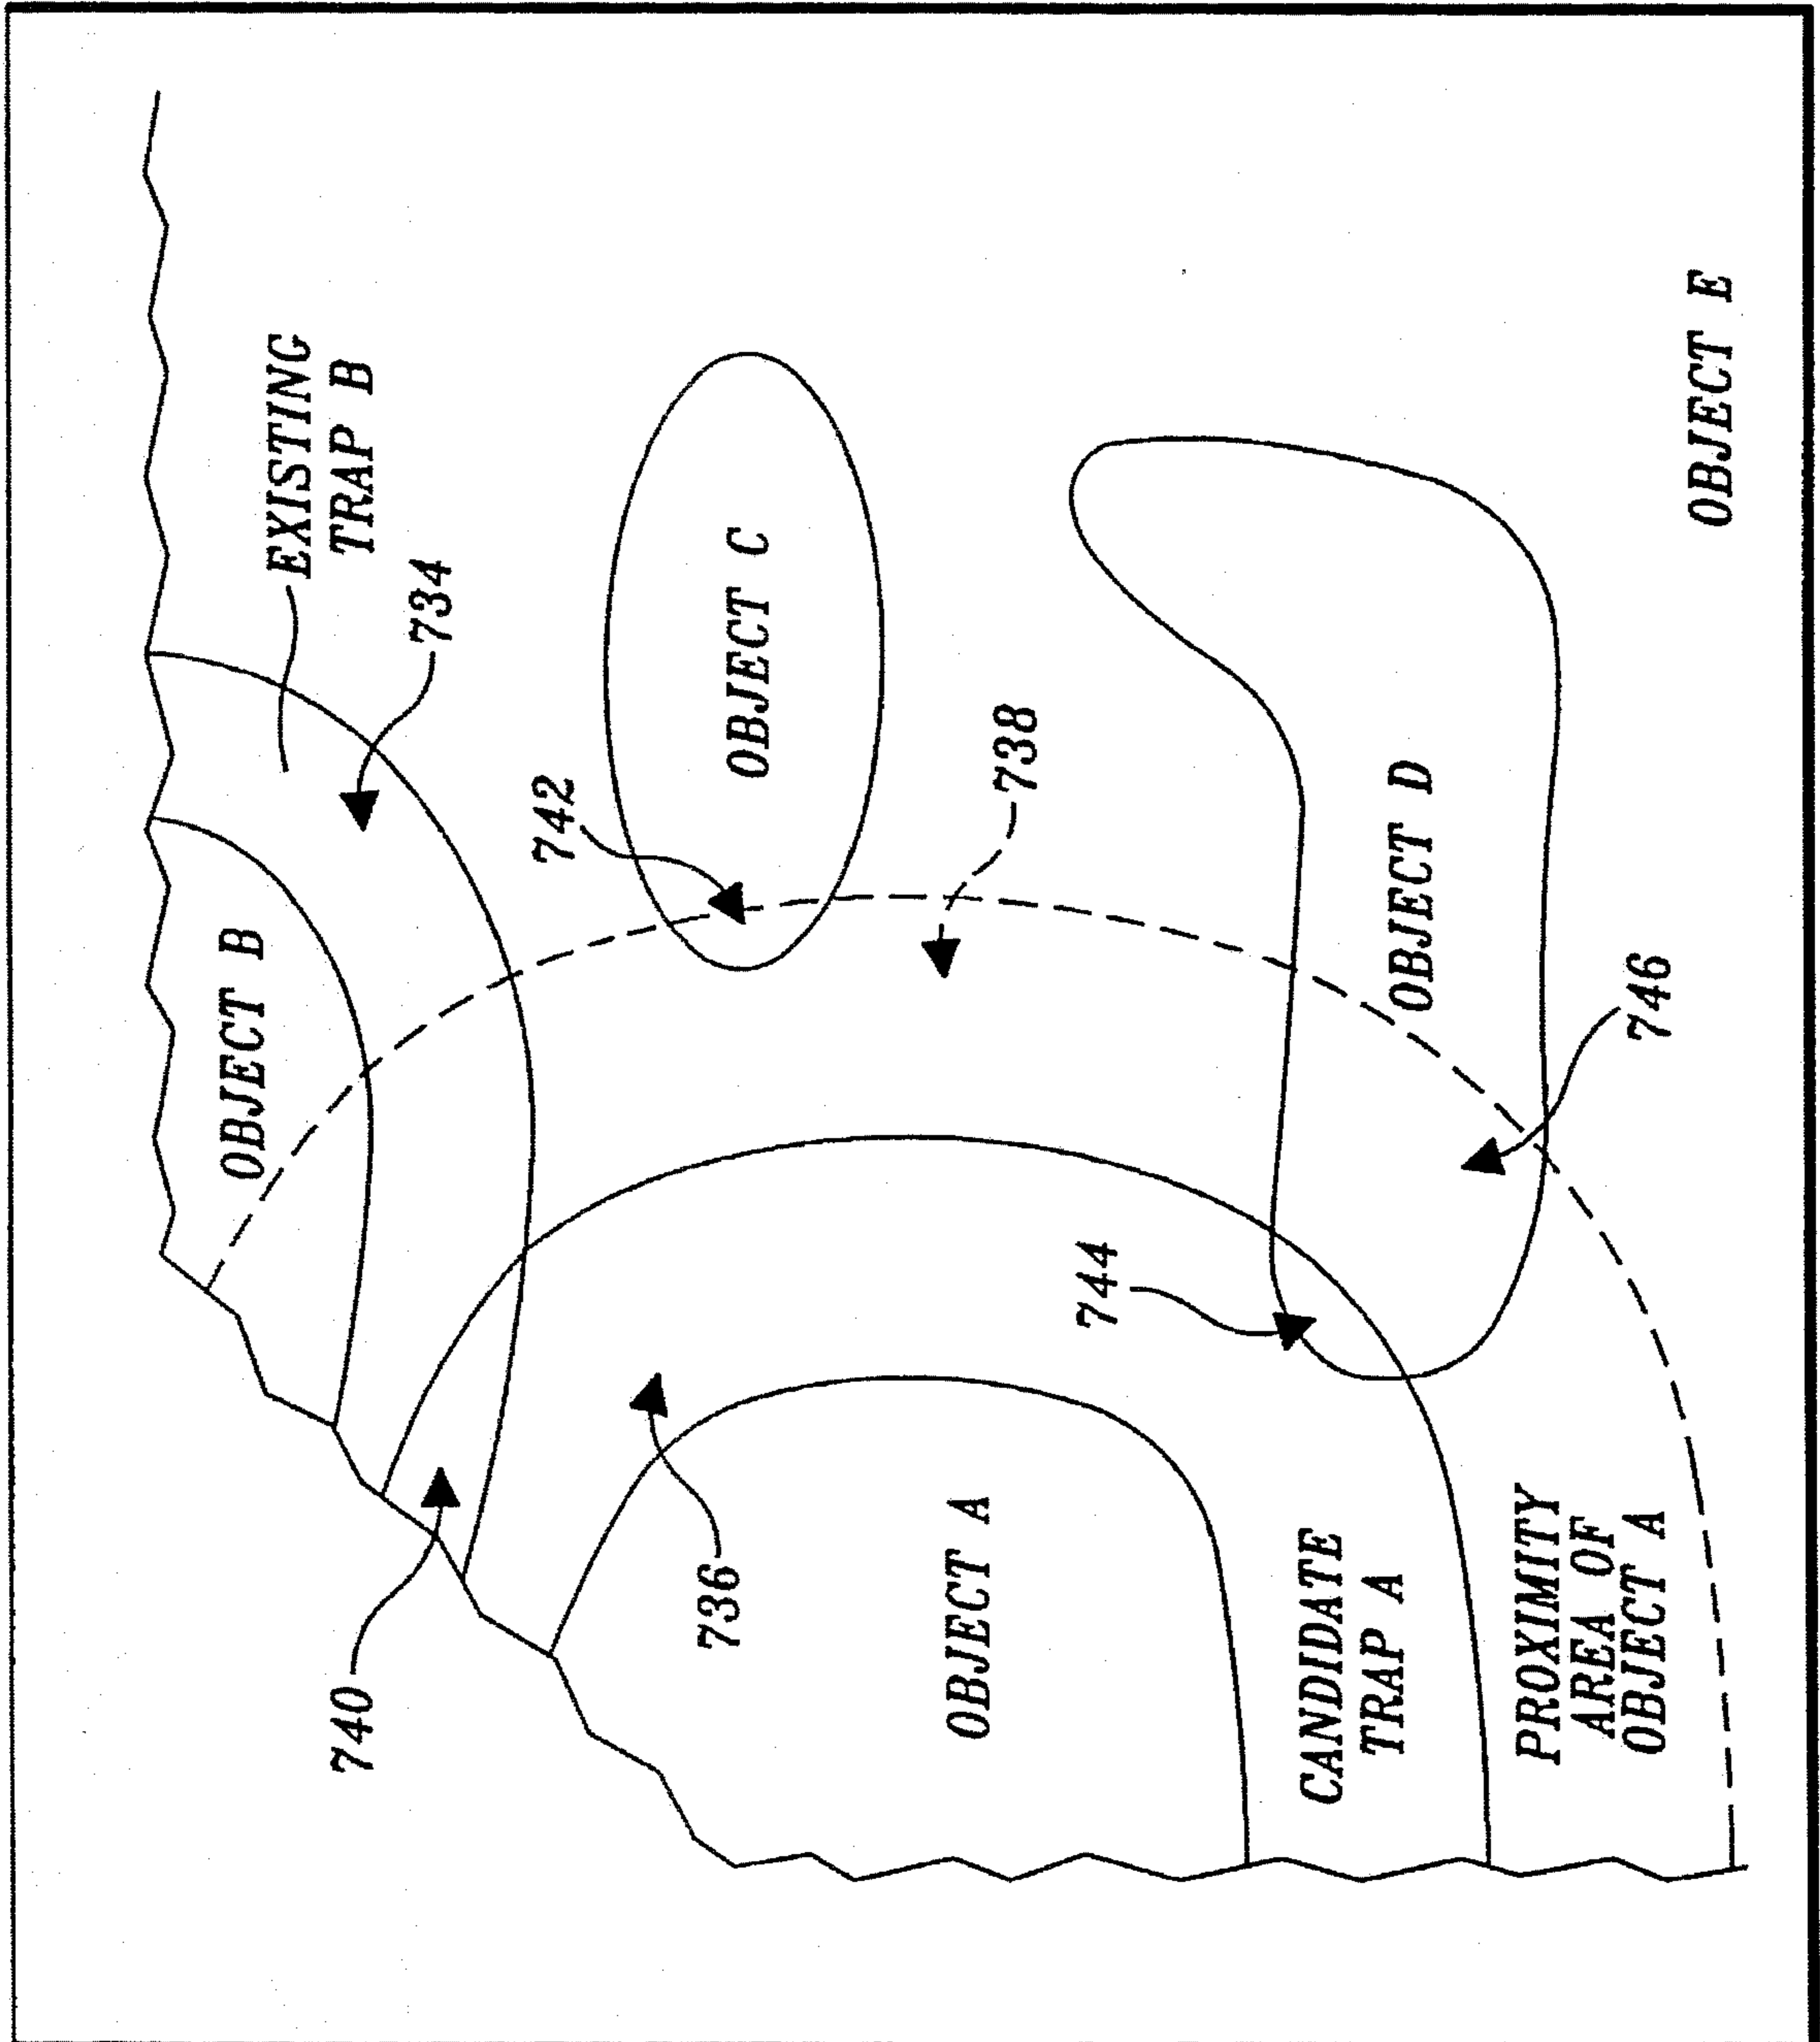 EXISTING
TRAP B
734
OBJECT B
742
OBJECT C
738
740
736
744
OBJECT A
OBJECT D
746
CANDIDATE
TRAP A
PROXIMITY
AREA OF
OBJECT A
OBJECT E